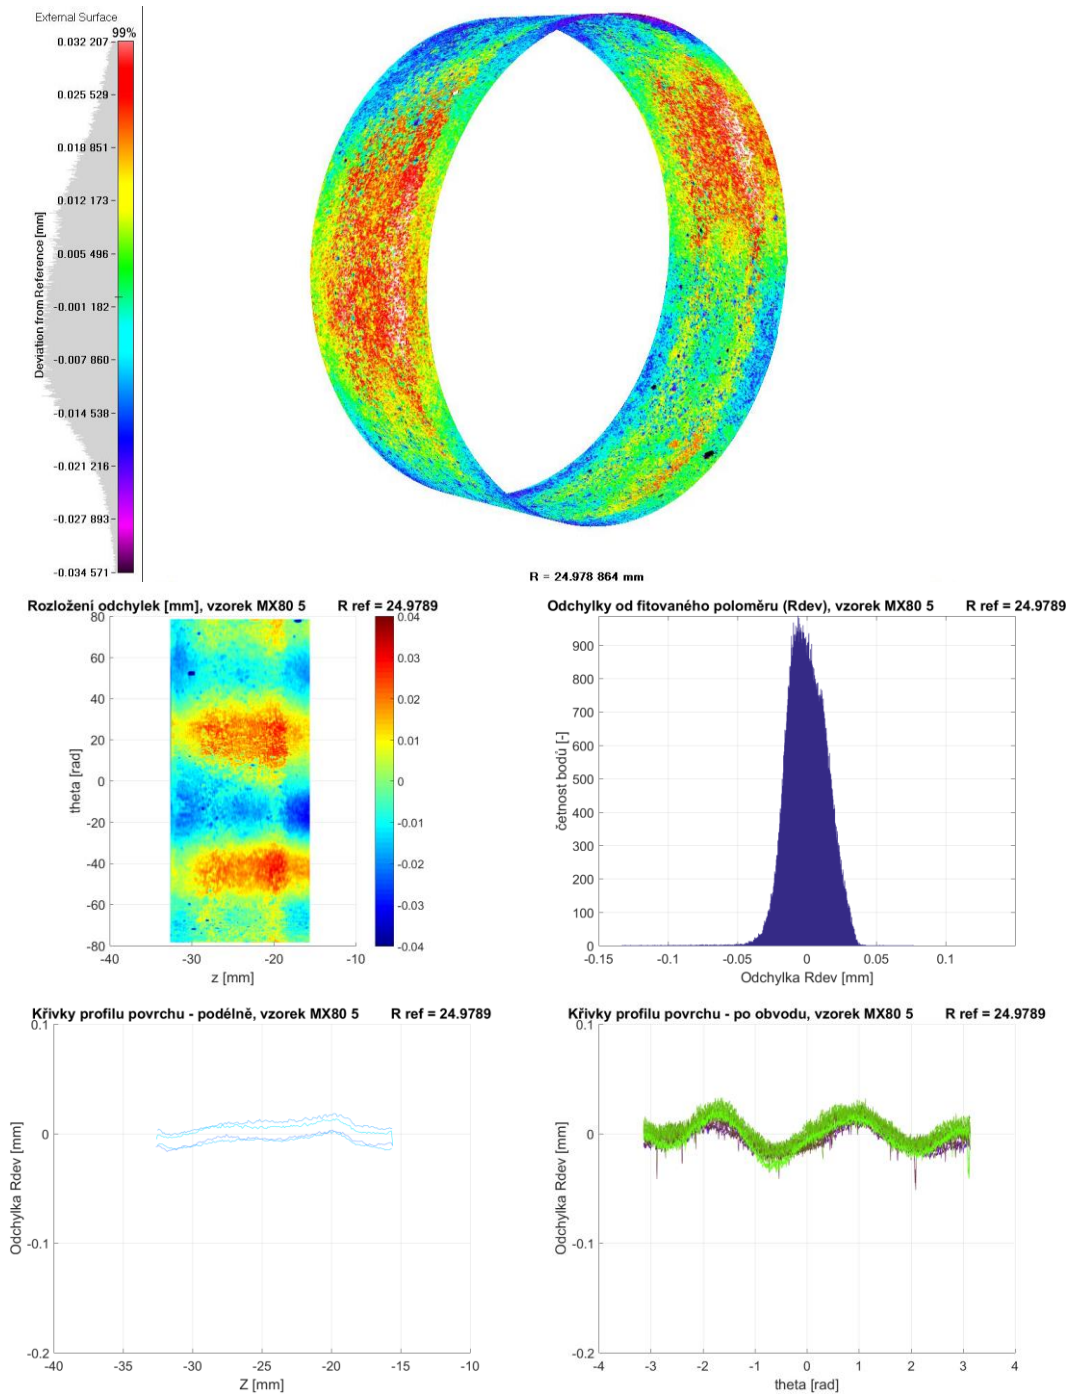 External Surface
99%
0.032 207
0.025 529
0.018 851
0.012 173
0.005 496
-0.001 182
-0.007 860
-0.014 538
-0.021 216
-0.027 893
-0.034 571
Deviation from Reference [mm]
R = 24.978 864 mm
Rozložení odchylek [mm], vzorek MX80 5 R ref = 24.9789
80
60
40
20
0
-20
-40
-60
-80
theta [rad]
-40 -30 -20 -10
z [mm]
0.04
0.03
0.02
0.01
0
-0.01
-0.02
-0.03
-0.04
Odchylky od fitovaného poloměru (Rdev), vzorek MX80 5 R ref = 24.9789
900
800
700
600
500
400
300
200
100
0
četnost bodů [-]
-0.15 -0.1 -0.05 0 0.05 0.1
Odchylka Rdev [mm]
Křivky profilu povrchu - podélně, vzorek MX80 5 R ref = 24.9789
0.1
0
-0.1
-0.2
Odchylka Rdev [mm]
-40 -35 -30 -25 -20 -15 -10
Z [mm]
Křivky profilu povrchu - po obvodu, vzorek MX80 5 R ref = 24.9789
0.1
0
-0.1
-0.2
Odchylka Rdev [mm]
-4 -3 -2 -1 0 1 2 3 4
theta [rad]